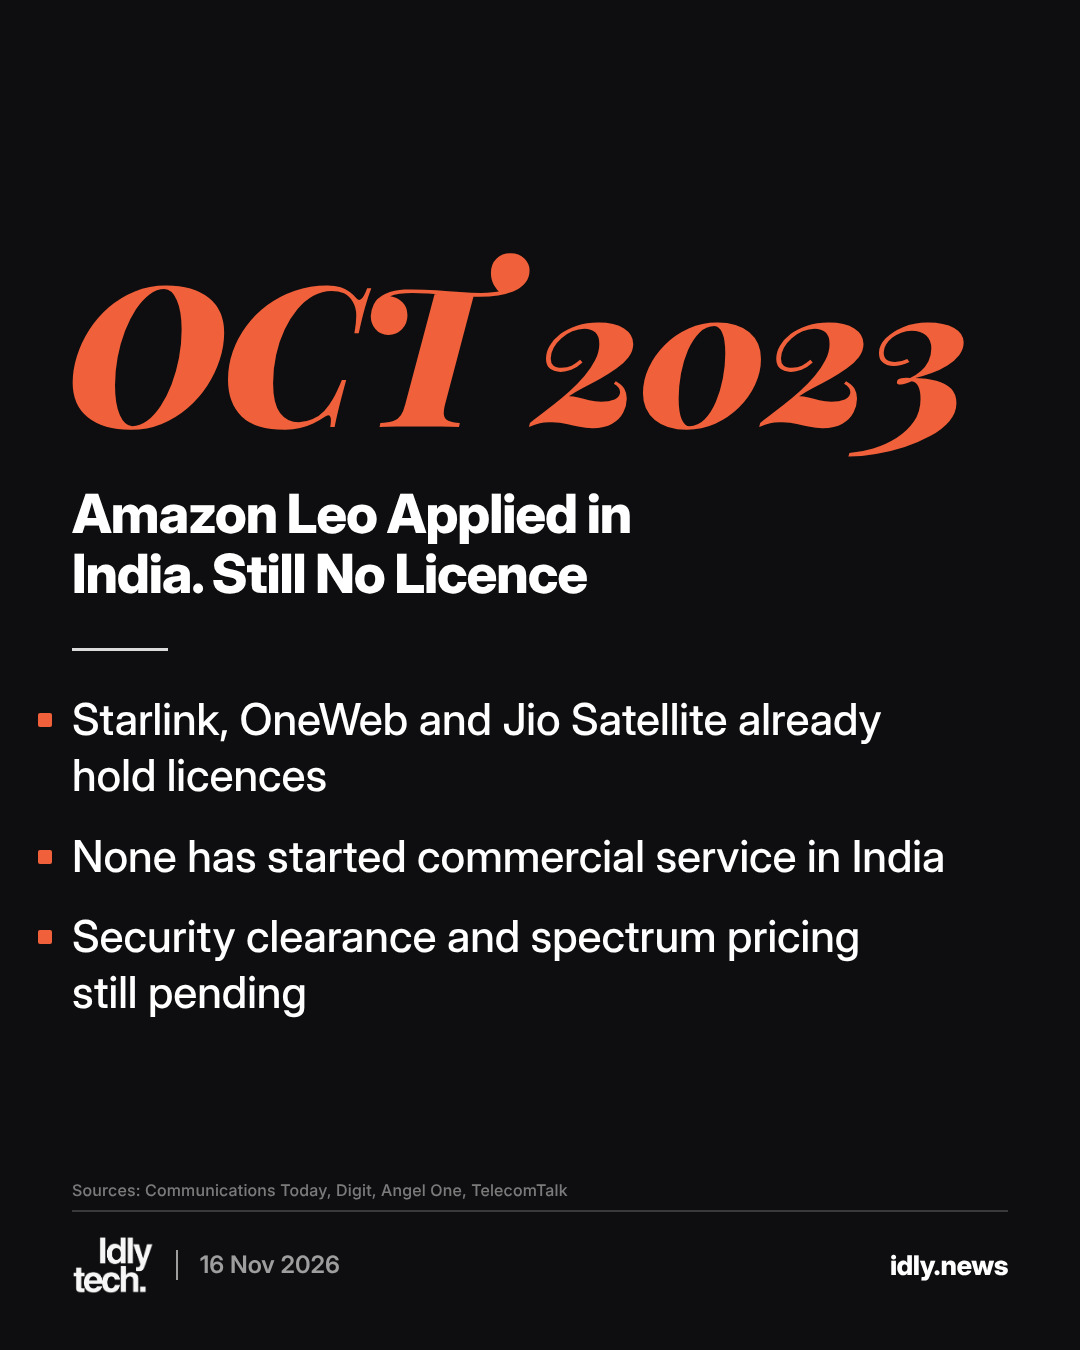 OCT 2023
Amazon Leo Applied in
India. Still No Licence
Starlink, OneWeb and Jio Satellite already
hold licences
None has started commercial service in India
Security clearance and spectrum pricing
still pending
Sources: Communications Today, Digit, Angel One, TelecomTalk
Idly
tech.
16 Nov 2026
idly.news